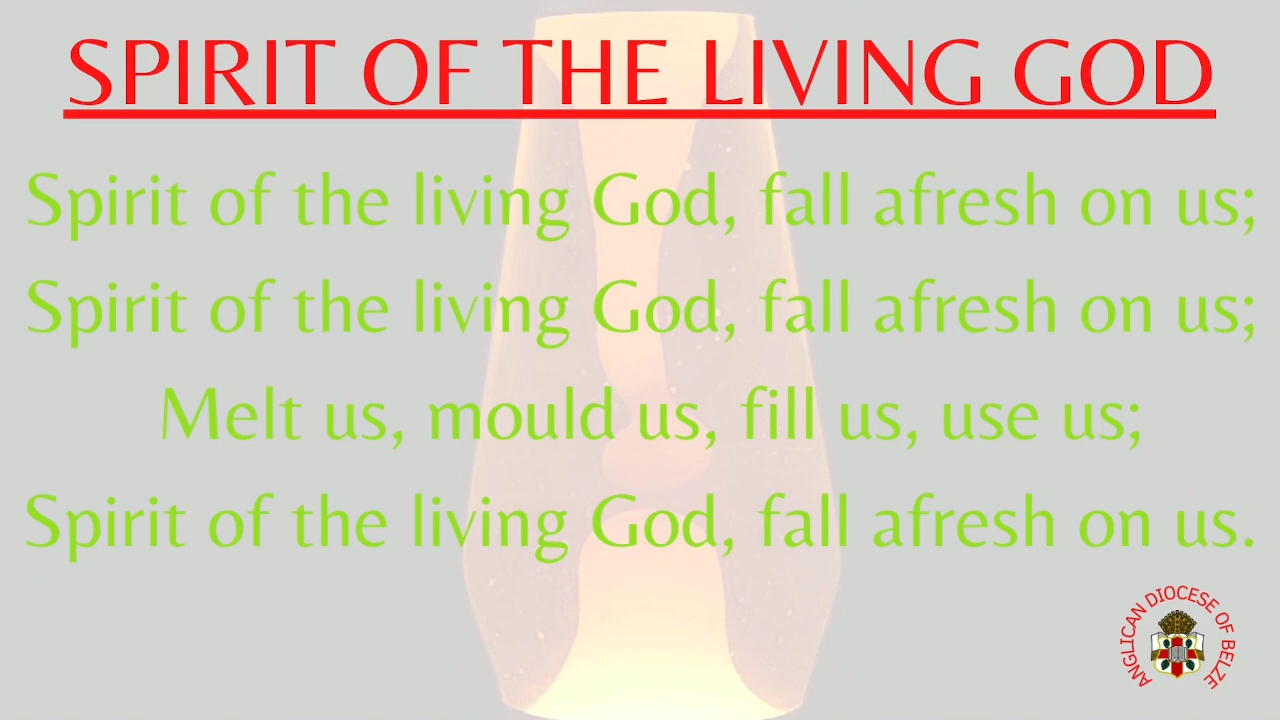 SPIRIT OF THE LIVING GOD
Spirit of the living God, fall afresh on us;
Spirit of the living God, fall afresh on us;
Melt us, mould us, fill us, use us;
Spirit of the living God, fall afresh on us.
ANGLICAN DIOCESE OF BELZE